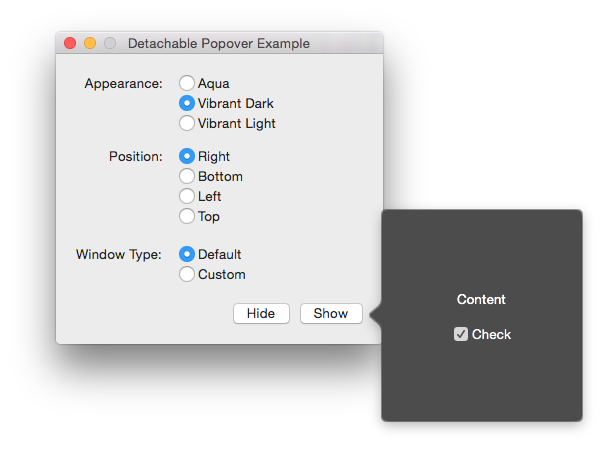 Detachable Popover Example
Appearance: Aqua
Vibrant Dark
Vibrant Light
Position: Right
Bottom
Left
Top
Window Type: Default
Custom
Hide Show
Content
Check